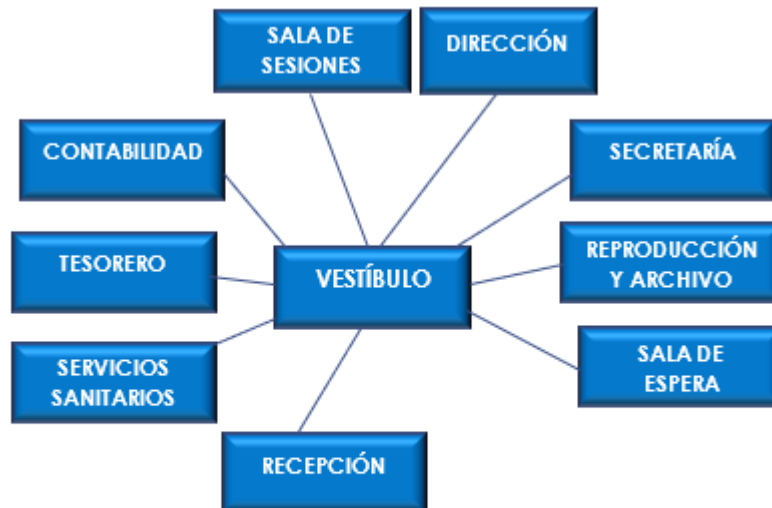 SALA DE
SESIONES
DIRECCIÓN
CONTABILIDAD
SECRETARÍA
TESORERO
VESTÍBULO
REPRODUCCIÓN
Y ARCHIVO
SERVICIOS
SANITARIOS
SALA DE
ESPERA
RECEPCIÓN